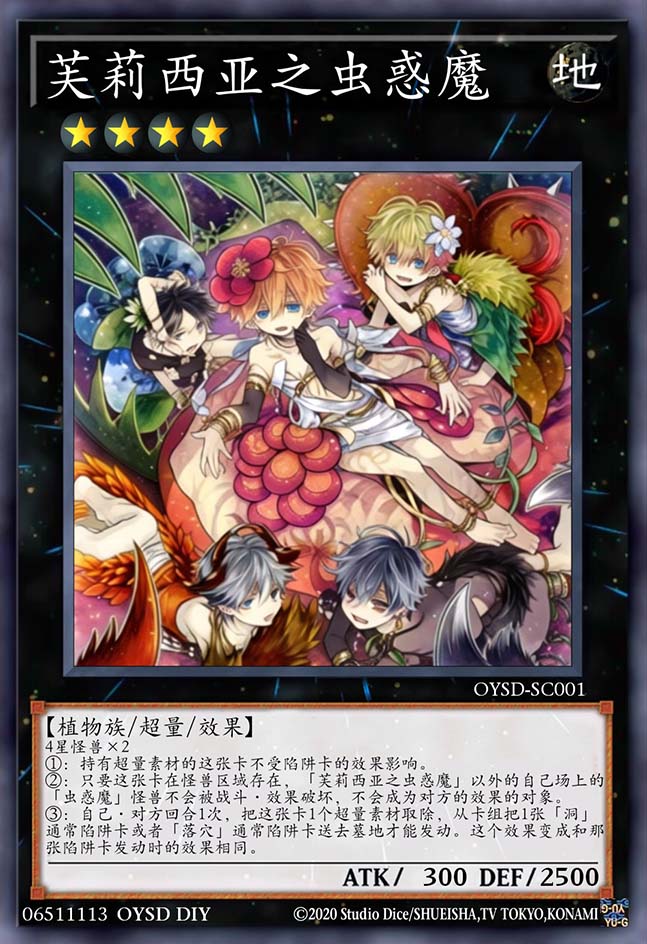 芙莉西亚之虫惑魔
地
OYSD-SC001
【植物族/超量/效果】
4星怪兽×2
①：持有超量素材的这张卡不受陷阱卡的效果影响。
②：只要这张卡在怪兽区域存在，「芙莉西亚之虫惑魔」以外的自己场上的
「虫惑魔」怪兽不会被战斗・效果破坏，不会成为对方的效果的对象。
③：自己・对方回合1次，把这张卡1个超量素材取除，从卡组把1张「洞」
通常陷阱卡或者「落穴」通常陷阱卡送去墓地才能发动。这个效果变成和那
张陷阱卡发动时的效果相同。
ATK/ 300 DEF/2500
06511113 OYSD DIY ©2020 Studio Dice/SHUEISHA,TV TOKYO,KONAMI